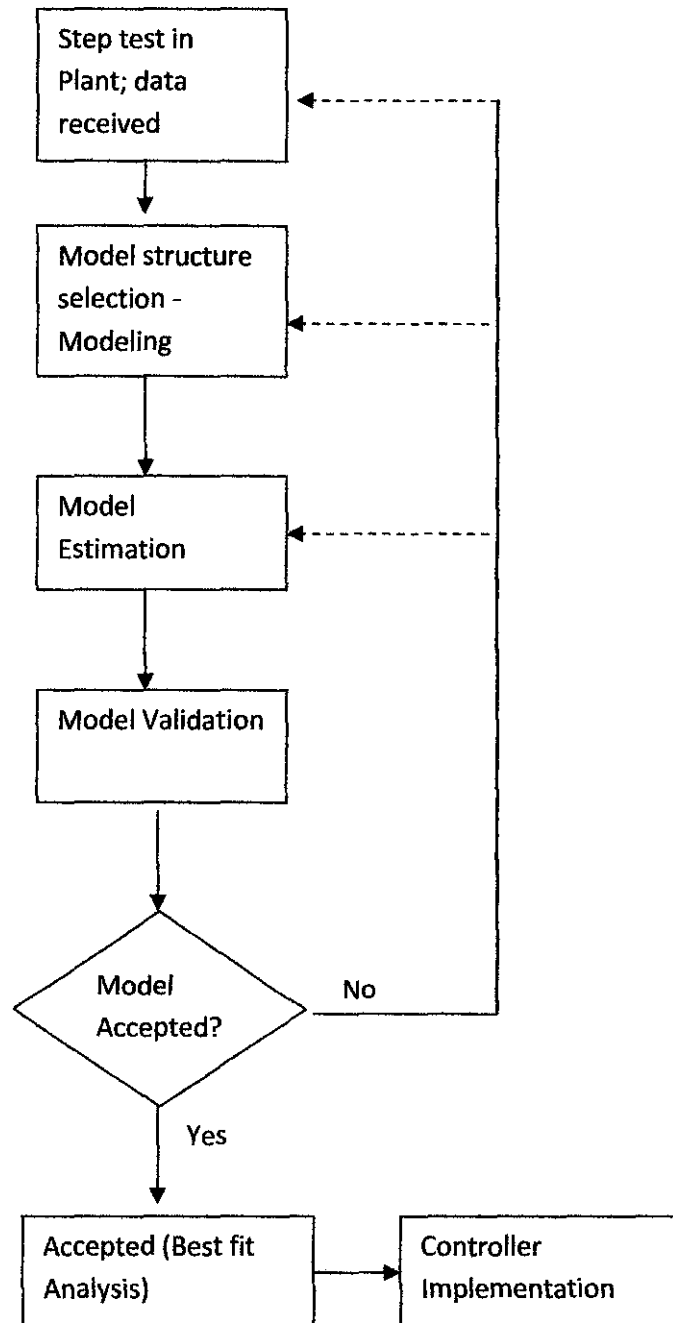 Step test in
Plant; data
received
Model structure
selection -
Modeling
Model
Estimation
Model Validation
Model
Accepted?
No
Yes
Accepted (Best fit
Analysis)
Controller
Implementation